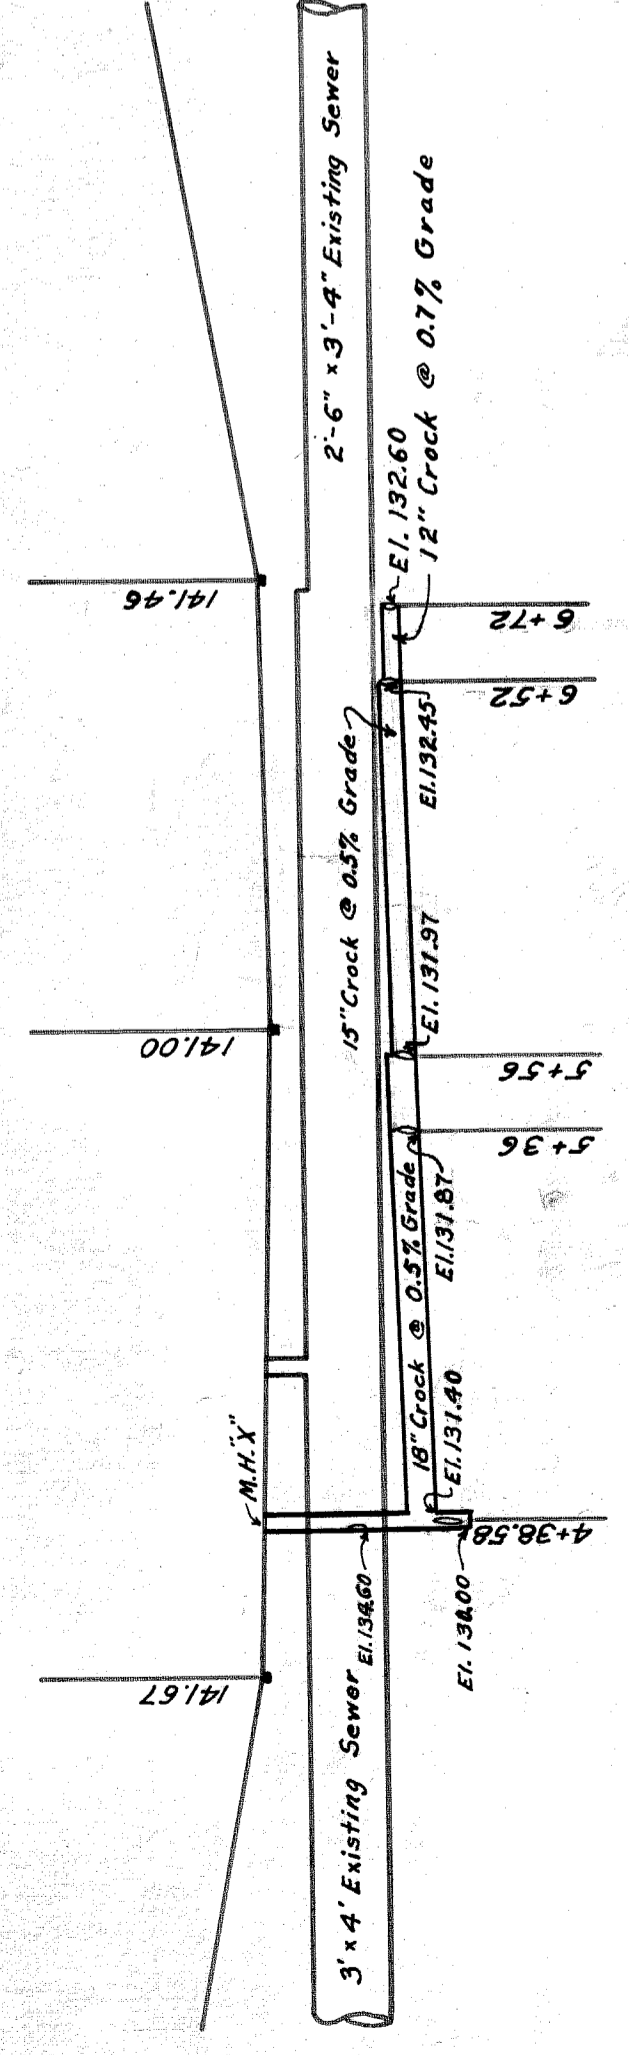 141.67
141.00
141.46
M.H."X"
3'x4' Existing Sewer
2'-6" x 3'-4" Existing Sewer
El. 134.60
15" Crock @ 0.5% Grade
18" Crock @ 0.5% Grade
12" Crock @ 0.7% Grade
El. 130.00
El. 131.40
El. 131.87
El. 131.97
El. 132.45
El. 132.60
4+38.58
5+36
5+56
6+52
6+72